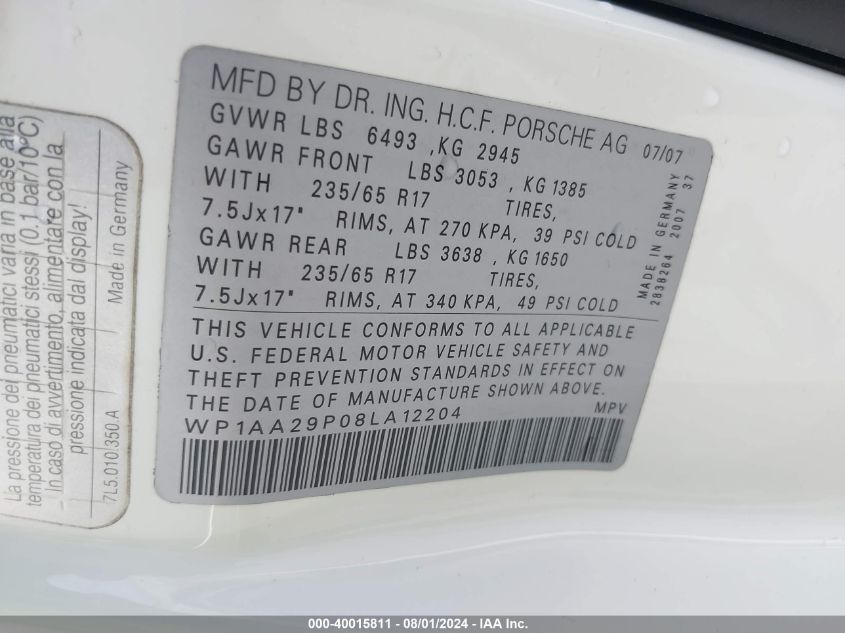 La pressione dei pneumatici varia in base alla
temperatura dei pneumatici stessi (0.1 bar/10°C)
In caso di avvertimento, alimentare con la
pressione indicata dal display!
7L5.010.350.A Made in Germany
MFD BY DR. ING. H.C.F. PORSCHE AG 07/07
GVWR LBS 6493 ,KG 2945
GAWR FRONT LBS 3053 , KG 1385
WITH 235/65 R17 TIRES,
7.5Jx17" RIMS, AT 270 KPA, 39 PSI COLD
GAWR REAR LBS 3638 , KG 1650
WITH 235/65 R17 TIRES,
7.5Jx17" RIMS, AT 340 KPA, 49 PSI COLD
MADE IN GERMANY
2838264 2007 37
THIS VEHICLE CONFORMS TO ALL APPLICABLE
U.S. FEDERAL MOTOR VEHICLE SAFETY AND
THEFT PREVENTION STANDARDS IN EFFECT ON
THE DATE OF MANUFACTURE SHOWN ABOVE.
WP1AA29P08LA12204 MPV
000-40015811 - 08/01/2024 - IAA Inc.